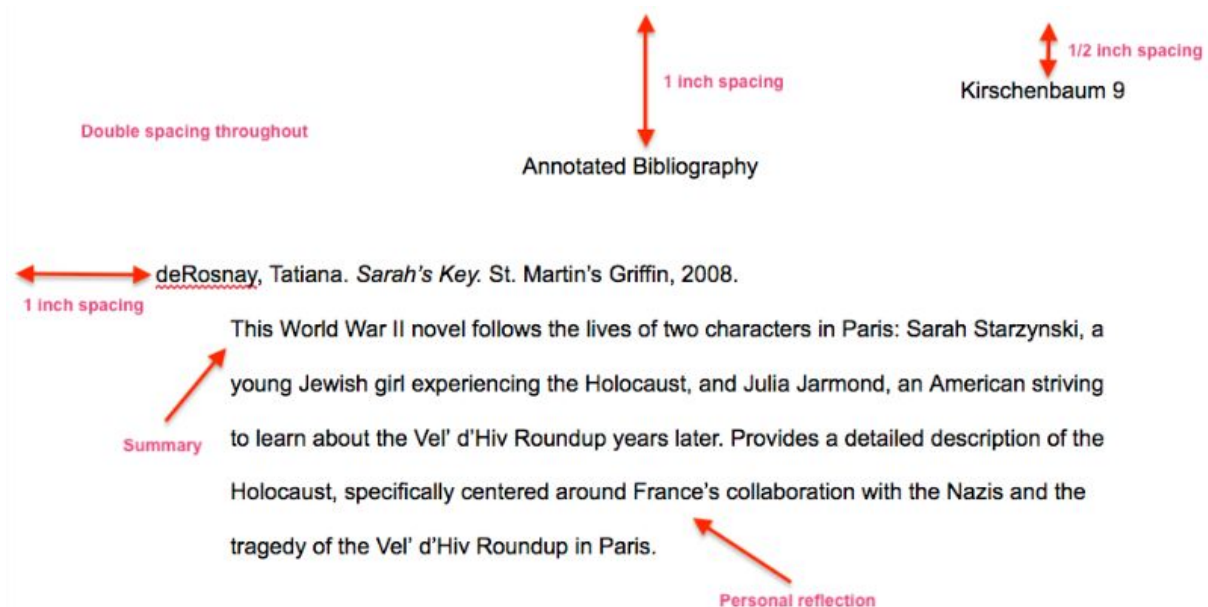 1/2 inch spacing
1 inch spacing
Kirschenbaum 9
Double spacing throughout
Annotated Bibliography
deRosnay, Tatiana. Sarah's Key. St. Martin's Griffin, 2008.
1 inch spacing
This World War II novel follows the lives of two characters in Paris: Sarah Starzynski, a
young Jewish girl experiencing the Holocaust, and Julia Jarmond, an American striving
Summary
to learn about the Vel' d'Hiv Roundup years later. Provides a detailed description of the
Holocaust, specifically centered around France's collaboration with the Nazis and the
tragedy of the Vel' d'Hiv Roundup in Paris.
Personal reflection